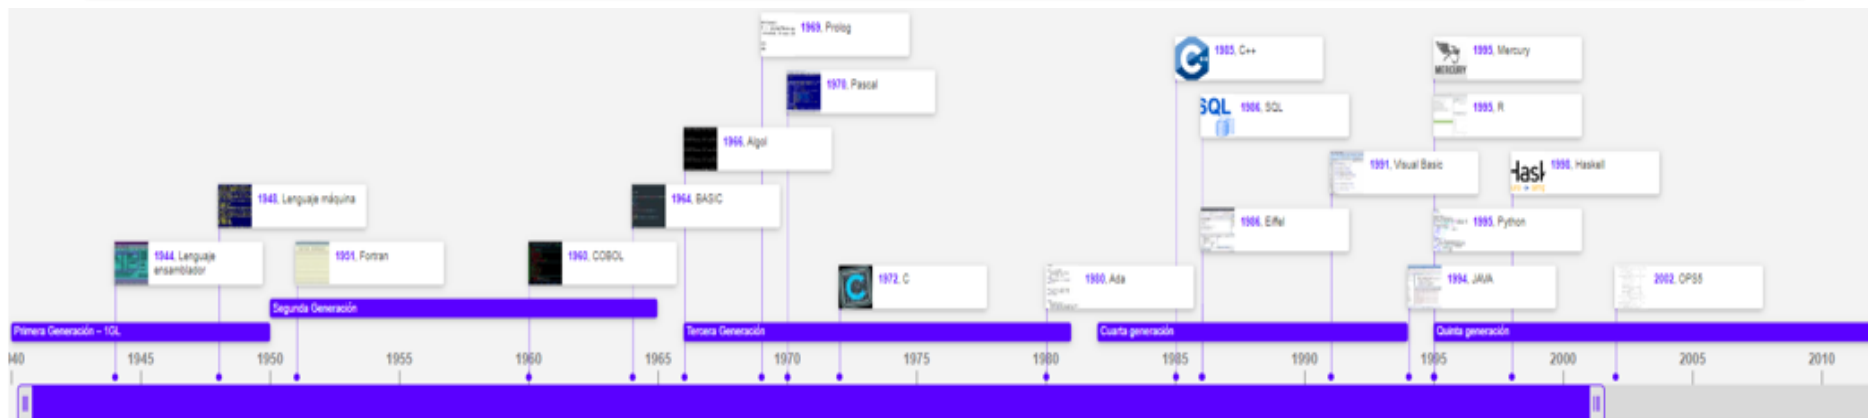 1969, Prolog
1985, C++
1995, Mercury
MERCURY
1970, Pascal
SQL
1986, SQL
1995, R
1966, Algol
1991, Visual Basic
Hask
1998, Haskell
1948, Lenguaje máquina
1964, BASIC
1986, Eiffel
1995, Python
1944, Lenguaje
ensamblador
1951, Fortran
1960, COBOL
1972, C
1980, Ada
1994, JAVA
2002, OPS5
Segunda Generación
Primera Generación – 1GL
Tercera Generación
Cuarta generación
Quinta generación
1945 1950 1955 1960 1965 1970 1975 1980 1985 1990 1995 2000 2005 2010